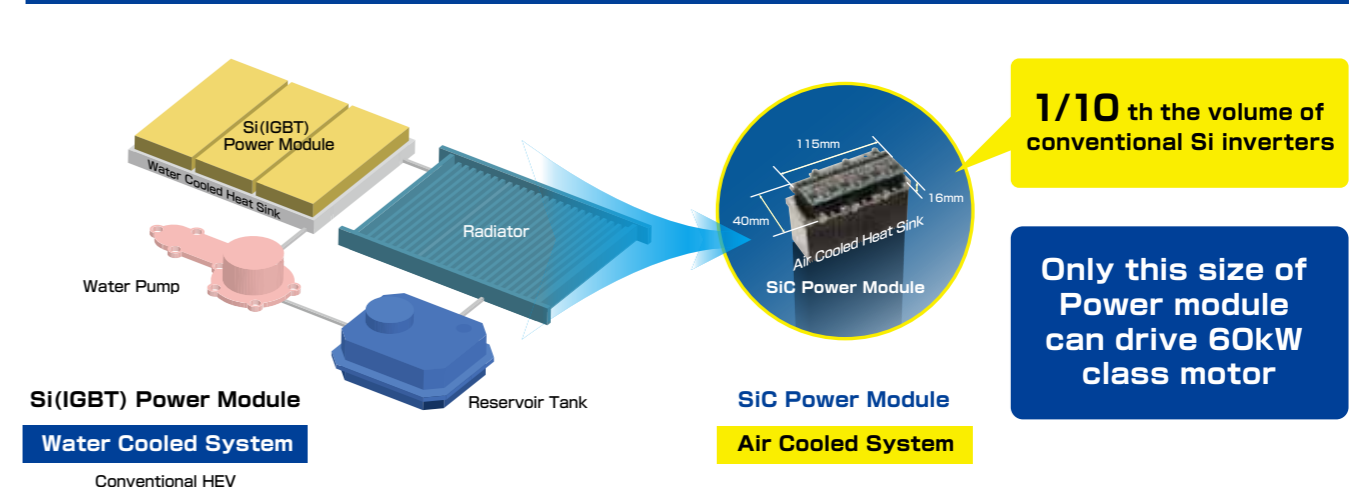 Si(IGBT)
Power Module
Water Cooled Heat Sink
Water Pump
Radiator
Reservoir Tank
Si(IGBT) Power Module
Water Cooled System
Conventional HEV
115mm
16mm
40mm
Air Cooled Heat Sink
SiC Power Module
SiC Power Module
Air Cooled System
1/10 th the volume of
conventional Si inverters
Only this size of
Power module
can drive 60kW
class motor